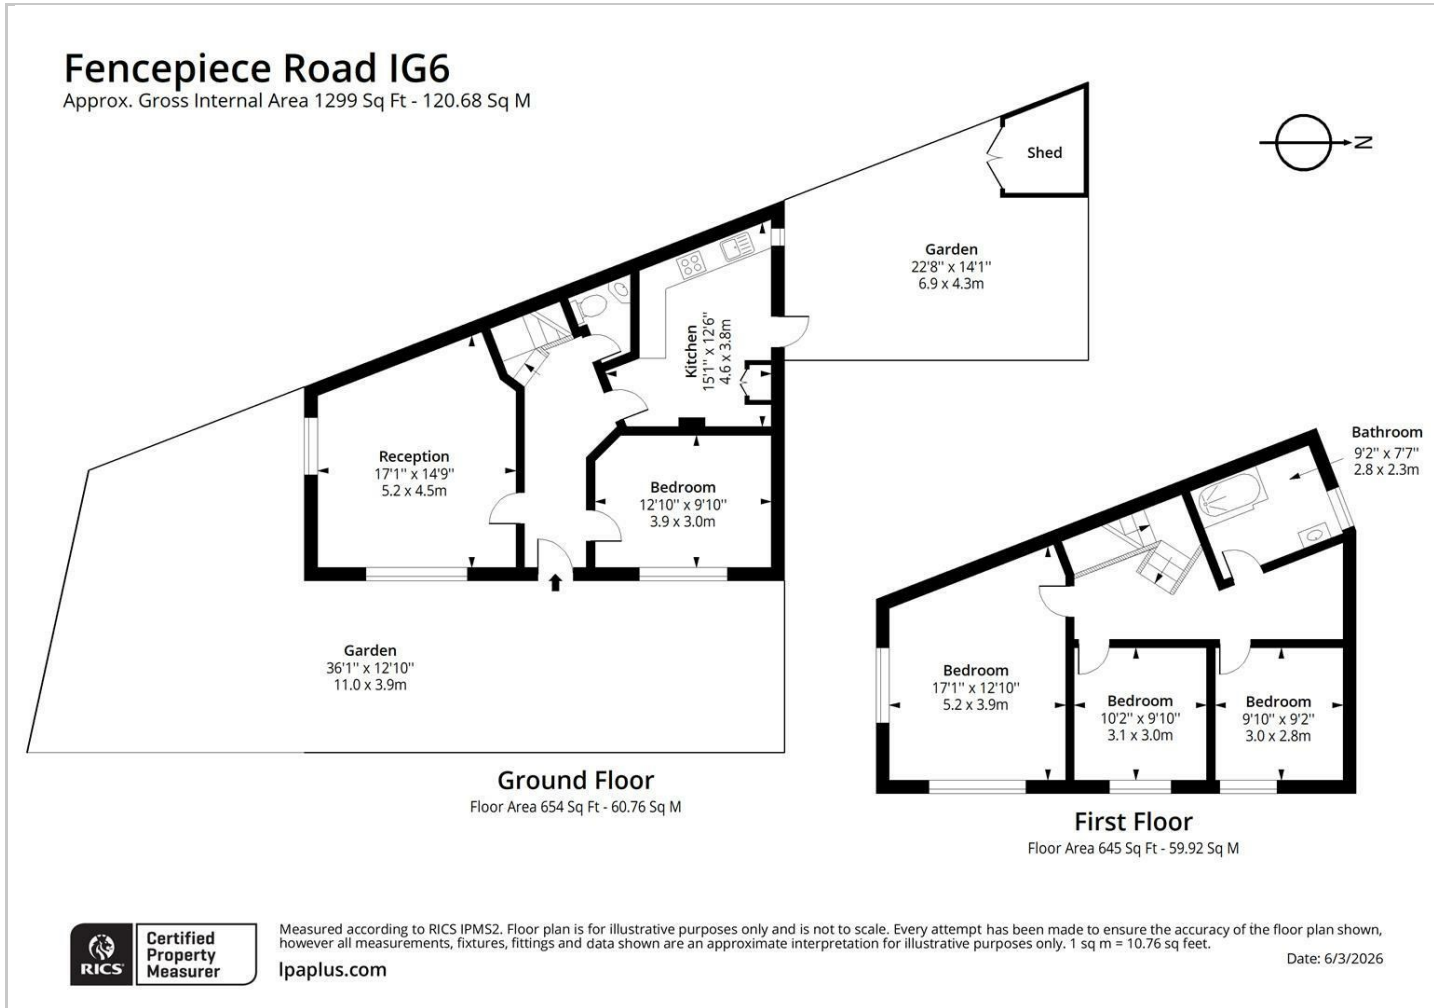 Fencepiece Road IG6
Approx. Gross Internal Area 1299 Sq Ft - 120.68 Sq M
N
Shed
Garden
22'8'' x 14'1''
6.9 x 4.3m
Kitchen
15'1'' x 12'6''
4.6 x 3.8m
Reception
17'1'' x 14'9''
5.2 x 4.5m
Bedroom
12'10'' x 9'10''
3.9 x 3.0m
Garden
36'1'' x 12'10''
11.0 x 3.9m
Ground Floor
Floor Area 654 Sq Ft - 60.76 Sq M
Bathroom
9'2'' x 7'7''
2.8 x 2.3m
Bedroom
17'1'' x 12'10''
5.2 x 3.9m
Bedroom
10'2'' x 9'10''
3.1 x 3.0m
Bedroom
9'10'' x 9'2''
3.0 x 2.8m
First Floor
Floor Area 645 Sq Ft - 59.92 Sq M
RICS
Certified
Property
Measurer
Measured according to RICS IPMS2. Floor plan is for illustrative purposes only and is not to scale. Every attempt has been made to ensure the accuracy of the floor plan shown,
however all measurements, fixtures, fittings and data shown are an approximate interpretation for illustrative purposes only. 1 sq m = 10.76 sq feet.
lpaplus.com
Date: 6/3/2026